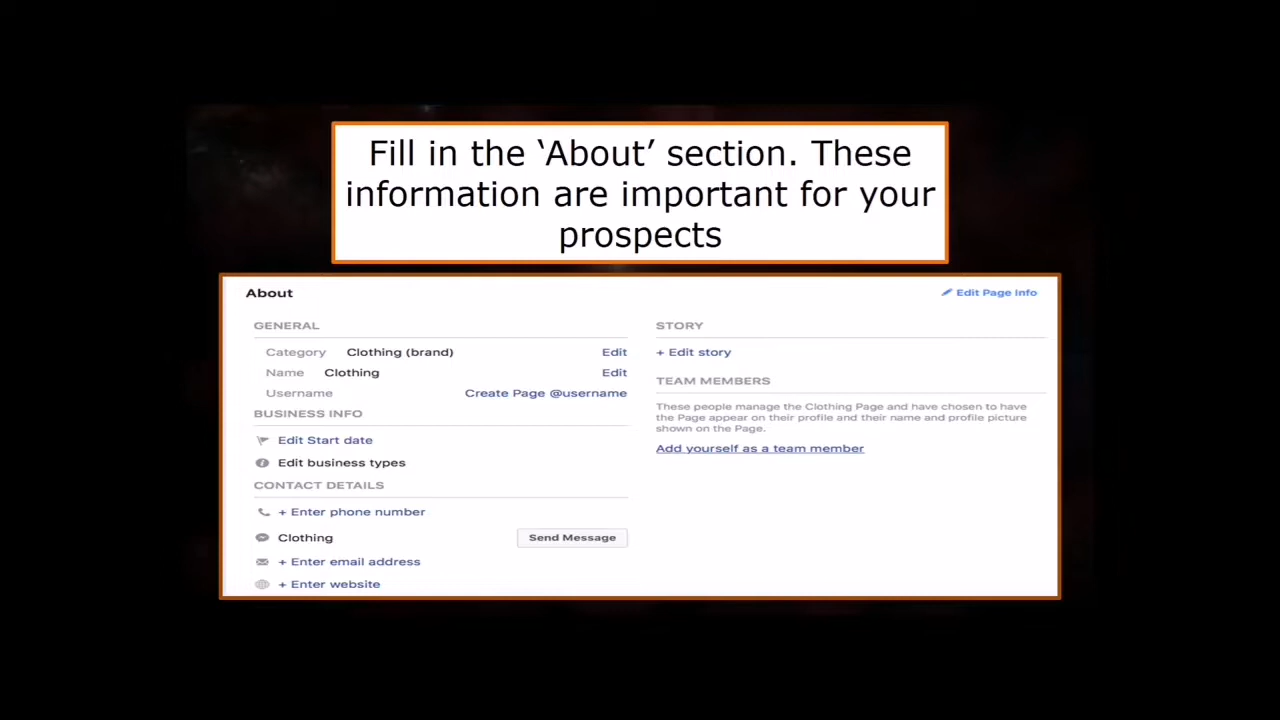 Fill in the ‘About’ section. These
information are important for your
prospects
About
Edit Page Info
GENERAL
Category Clothing (brand) Edit
Name Clothing Edit
Username Create Page @username
BUSINESS INFO
Edit Start date
Edit business types
CONTACT DETAILS
+ Enter phone number
Clothing Send Message
+ Enter email address
+ Enter website
STORY
+ Edit story
TEAM MEMBERS
These people manage the Clothing Page and have chosen to have
the Page appear on their profile and their name and profile picture
shown on the Page.
Add yourself as a team member